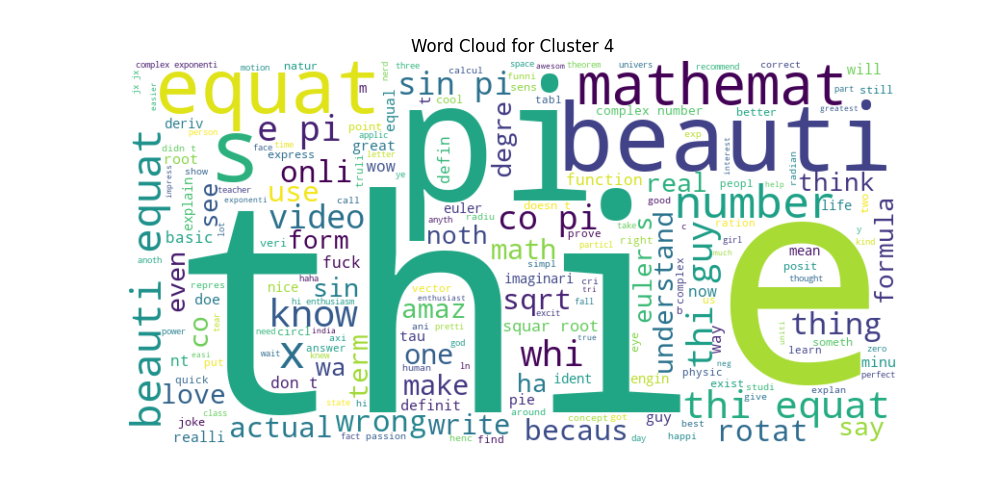 Word Cloud for Cluster 4
complex exponenti
motion
natur
jx
jx
easier
equat
nerd
three
calcul
space
awesom
theorem
univers
recommend
correct
will
funni
sens
mathemat
part
still
greatest
sin pi
m
t
cool
tabl
equal
complex number
better
deriv
s
e pi
point
applic
pi
defin
degre
beauti
exp
person
didn t
root
face
time
express
great
letter
wow
trulli
onli
ye
function
interest
radian
peopl
help
think
two
explain
see
show
teacher
impress
use
exponenti
call
euler
anyth
radiu
doesn t
real
good
beauti equat
even
basic
lot
video
veri
form
noth
co pi
prove
particl
take
right
number
life
c
ration
girl
y
kind
formula
anoth
fuck
math
simpl
euler s
understand
thi guy
now
us
much
mean
thought
posit
repres
doe
nice
haha
sin
hi enthusiasm
vector
enthusiast
imaginari
cri
tri
thi
e
thing
power
co
tear
know
india
need
circl
axi
amaz
ani
pretti
sqrt
fall
excit
squar root
eye
b
complex
way
physic
someth
learn
uniti
zero
perfect
nt
easi
put
x
wait
knew
answer
wa
term
tau
human
god
one
ln
whi
true
neg
exist
studi
explan
minu
love
quick
class
don t
state
hi
make
definit
ha
pie
ident
engin
around
concept
got
guy
give
best
thi equat
joke
realli
actual
wrong
write
fact
passion
henc
find
becaus
day
happi
rotat
say